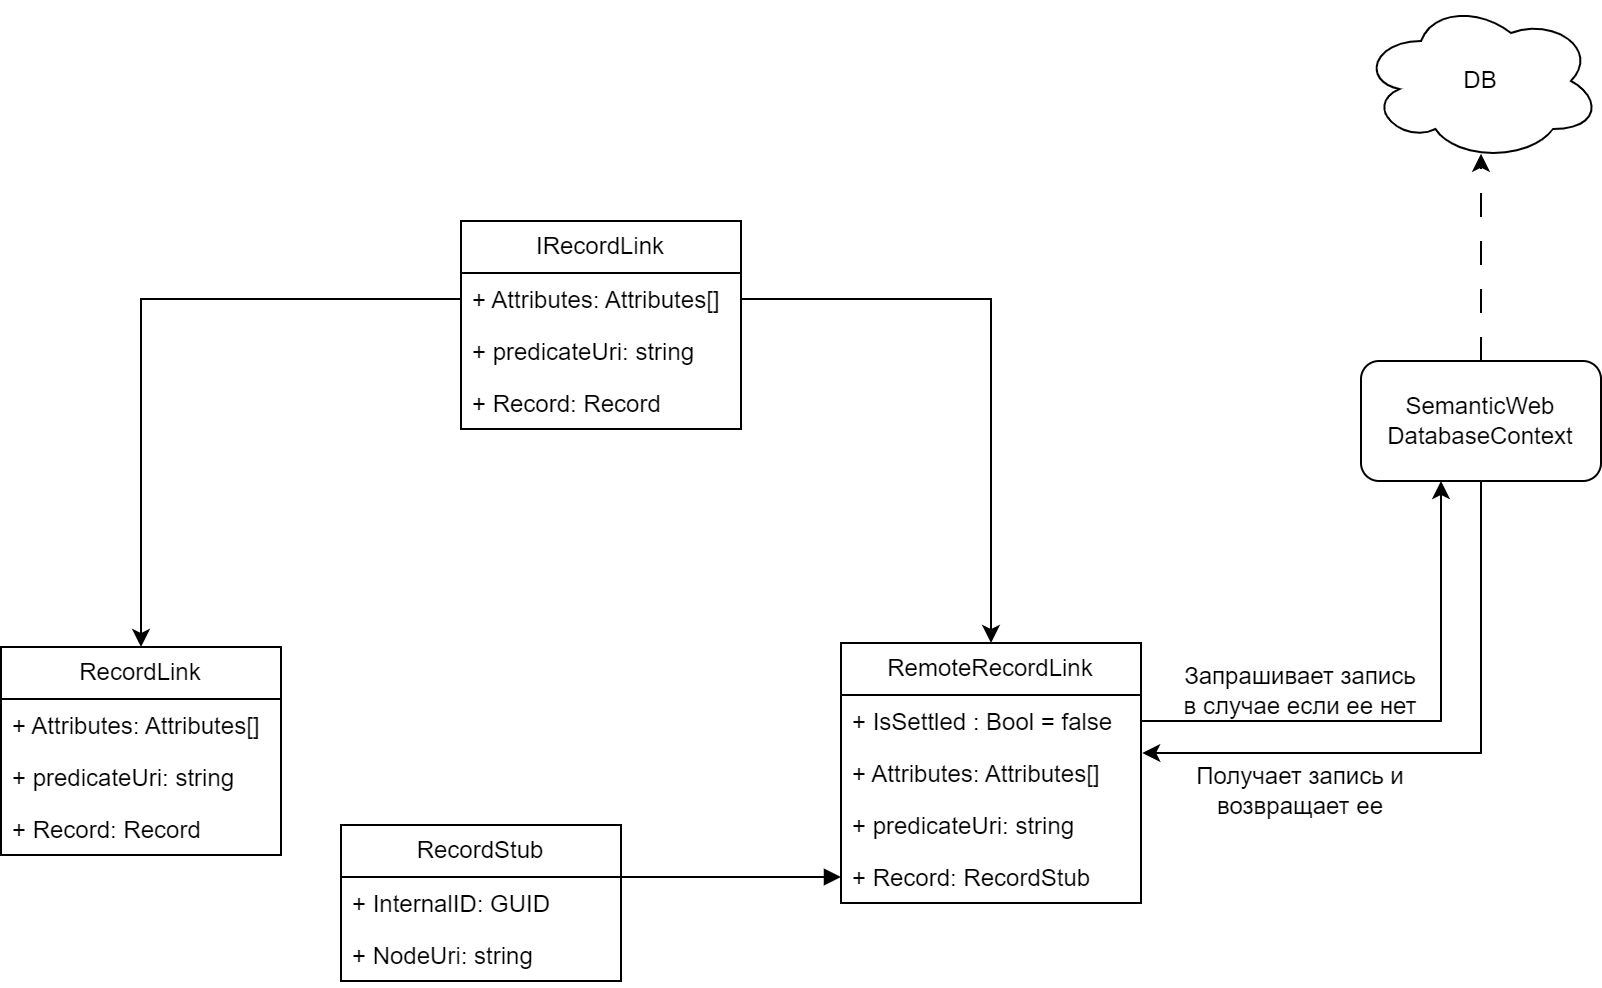 DB
IRecordLink
+ Attributes: Attributes[]
+ predicateUri: string
+ Record: Record
SemanticWeb
DatabaseContext
RecordLink
+ Attributes: Attributes[]
+ predicateUri: string
+ Record: Record
RecordStub
+ InternalID: GUID
+ NodeUri: string
RemoteRecordLink
+ IsSettled : Bool = false
+ Attributes: Attributes[]
+ predicateUri: string
+ Record: RecordStub
Запрашивает запись
в случае если ее нет
Получает запись и
возвращает ее